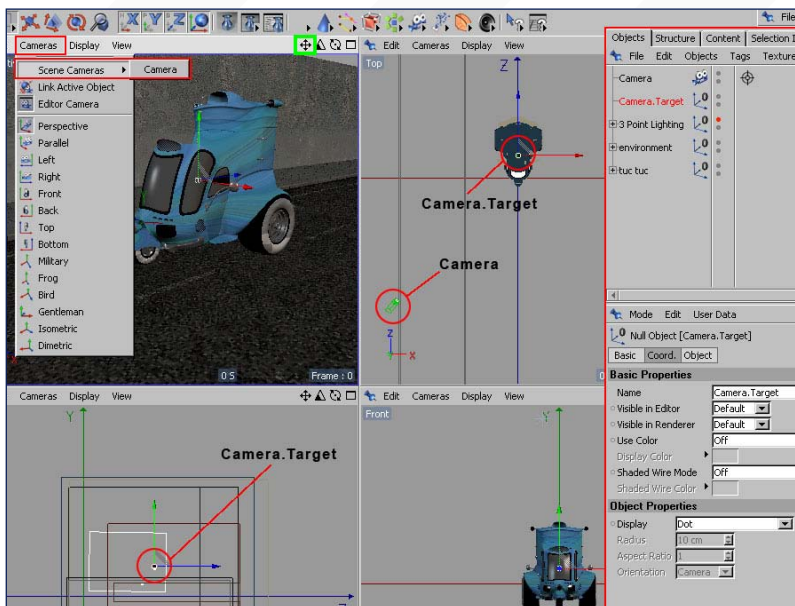 File
Cameras Display View
Edit Cameras Display View
Objects Structure Content Selection
File Edit Objects Tags Texture
Scene Cameras
Camera
Link Active Object
Editor Camera
Perspective
Parallel
Left
Right
Front
Back
Top
Bottom
Military
Frog
Bird
Gentleman
Isometric
Dimetric
0 S Frame : 0
Top
Z
Camera.Target
Camera
Z
X
0
Camera
Camera.Target
3 Point Lighting
environment
tuc tuc
Mode Edit User Data
Null Object [Camera.Target]
Basic Coord. Object
Basic Properties
Name Camera.Target
Visible in Editor Default
Visible in Renderer Default
Use Color Off
Display Color
Shaded Wire Mode Off
Shaded Wire Color
Object Properties
Display Dot
Radius 10 cm
Aspect Ratio 1
Orientation Camera
Cameras Display View
Y
Camera.Target
Edit Cameras Display View
Front
Y